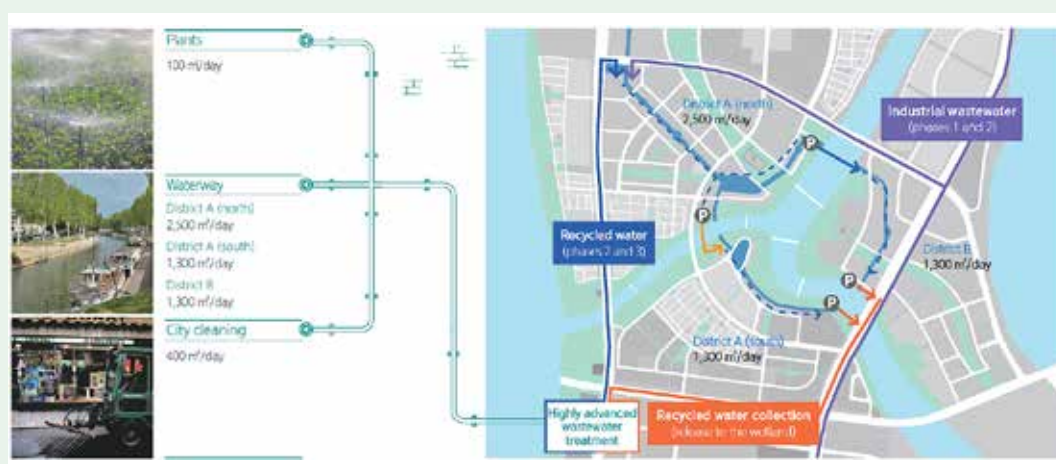 Plants
100 ㎥/day
Waterway
District A (north)
2,500 ㎥/day
District A (south)
1,300 ㎥/day
District B
1,300 ㎥/day
City cleaning
400 ㎥/day
District A (north)
2,500 ㎥/day
Industrial wastewater
(phases 1 and 2)
P
P
Recycled water
(phases 2 and 3)
District B
1,300 ㎥/day
P
P
District A (south)
1,300 ㎥/day
Highly advanced
wastewater
treatment
Recycled water collection
(release to the wetland)